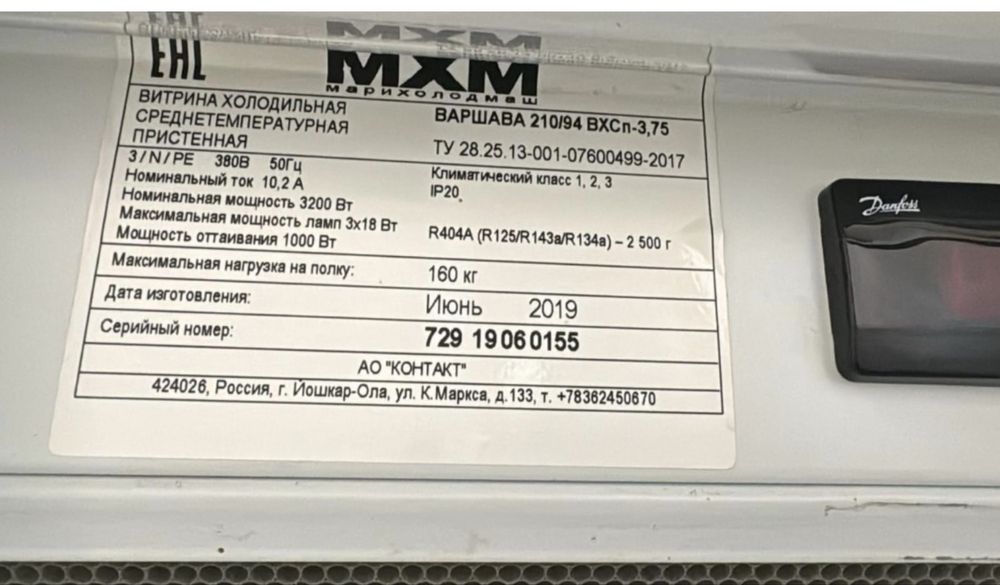 EAC
МХМ
марихолодмаш
ВИТРИНА ХОЛОДИЛЬНАЯ
СРЕДНЕТЕМПЕРАТУРНАЯ
ПРИСТЕННАЯ
ВАРШАВА 210/94 ВХСп-3,75
ТУ 28.25.13-001-07600499-2017
3/N/PE 380В 50Гц
Номинальный ток 10,2 А
Номинальная мощность 3200 Вт
Максимальная мощность ламп 3х18 Вт
Мощность оттаивания 1000 Вт
Климатический класс 1, 2, 3
IP20
R404A (R125/R143a/R134a) – 2 500 г
Максимальная нагрузка на полку: 160 кг
Дата изготовления: Июнь 2019
Серийный номер: 729 19060155
АО "КОНТАКТ"
424026, Россия, г. Йошкар-Ола, ул. К.Маркса, д.133, т. +78362450670
Danfoss